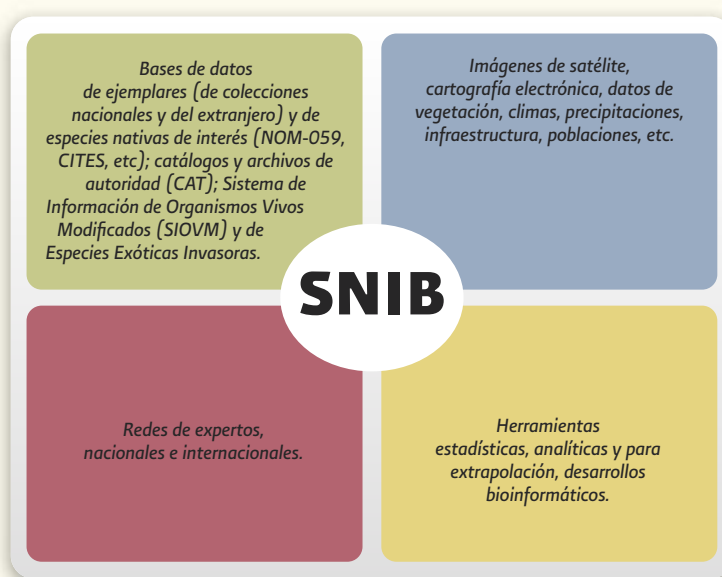 Bases de datos
de ejemplares (de colecciones
nacionales y del extranjero) y de
especies nativas de interés (NOM-059,
CITES, etc); catálogos y archivos de
autoridad (CAT); Sistema de
Información de Organismos Vivos
Modificados (SIOVM) y de
Especies Exóticas Invasoras.
Imágenes de satélite,
cartografía electrónica, datos de
vegetación, climas, precipitaciones,
infraestructura, poblaciones, etc.
SNIB
Redes de expertos,
nacionales e internacionales.
Herramientas
estadísticas, analíticas y para
extrapolación, desarrollos
bioinformáticos.